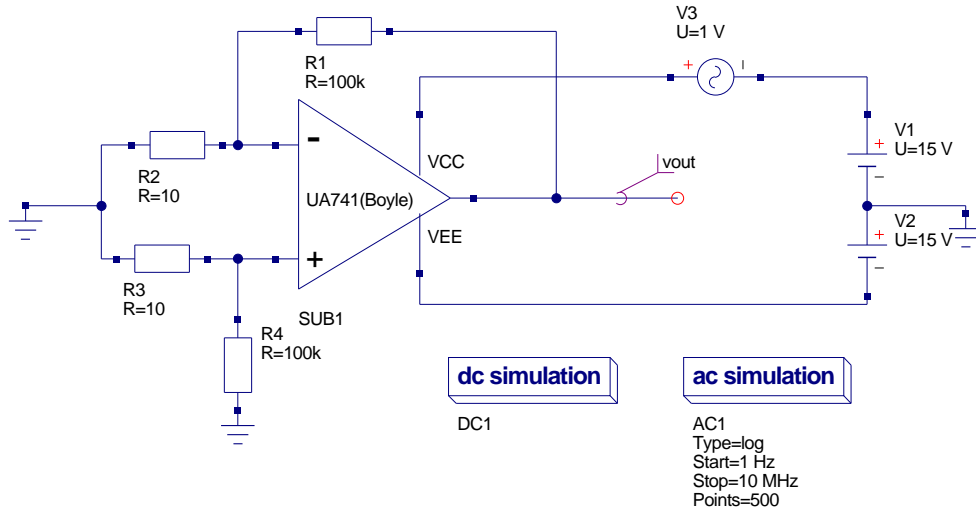 V3
U=1 V
R1
R=100k
+
-
VCC
V1
U=15 V
+
-
R2
R=10
UA741(Boyle)
vout
VEE
V2
U=15 V
+
-
+
R3
R=10
SUB1
R4
R=100k
dc simulation
ac simulation
DC1
AC1
Type=log
Start=1 Hz
Stop=10 MHz
Points=500